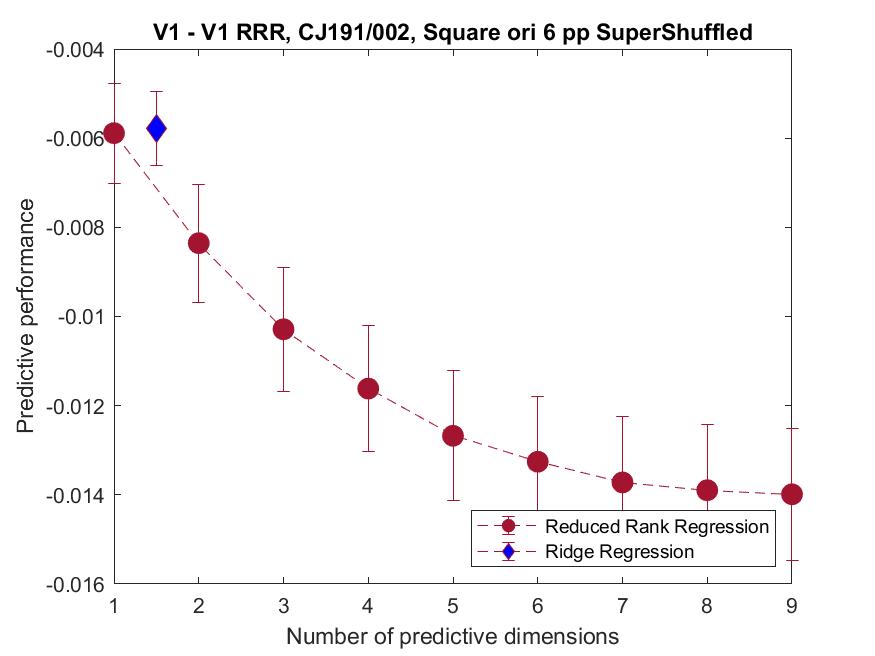 V1 - V1 RRR, CJ191/002, Square ori 6 pp SuperShuffled
-0.004
-0.006
-0.008
-0.01
-0.012
-0.014
-0.016
Predictive performance
1 2 3 4 5 6 7 8 9
Number of predictive dimensions
Reduced Rank Regression
Ridge Regression